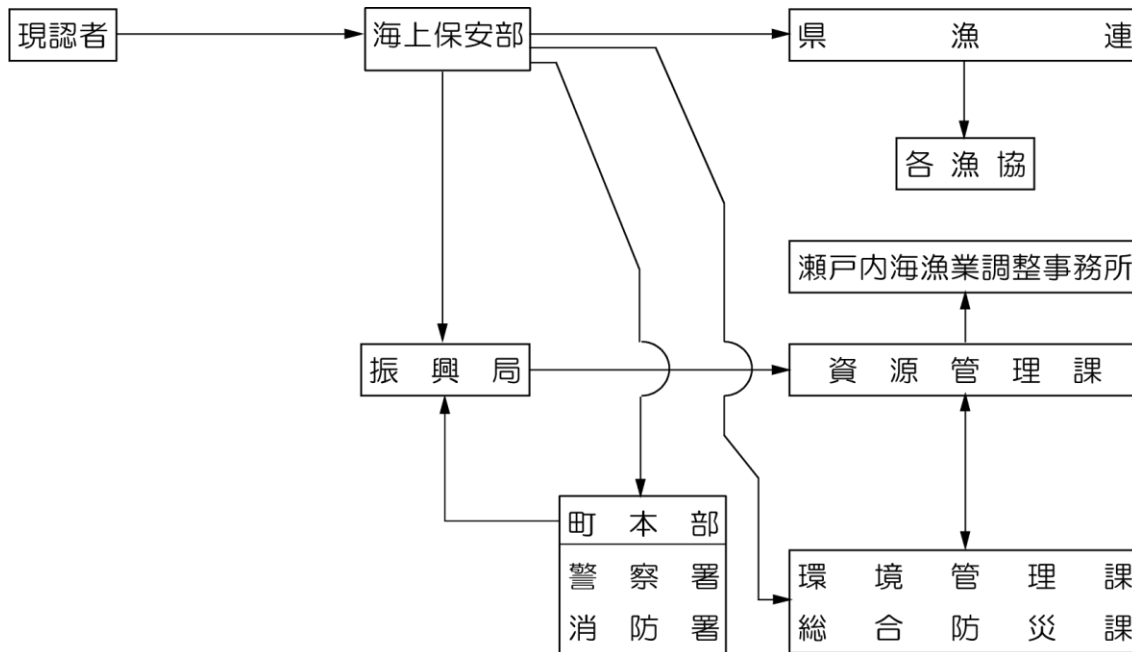 現認者
海上保安部
県漁連
各漁協
瀬戸内海漁業調整事務所
振興局
資源管理課
町本部
警察署
消防署
環境管理課
総合防災課